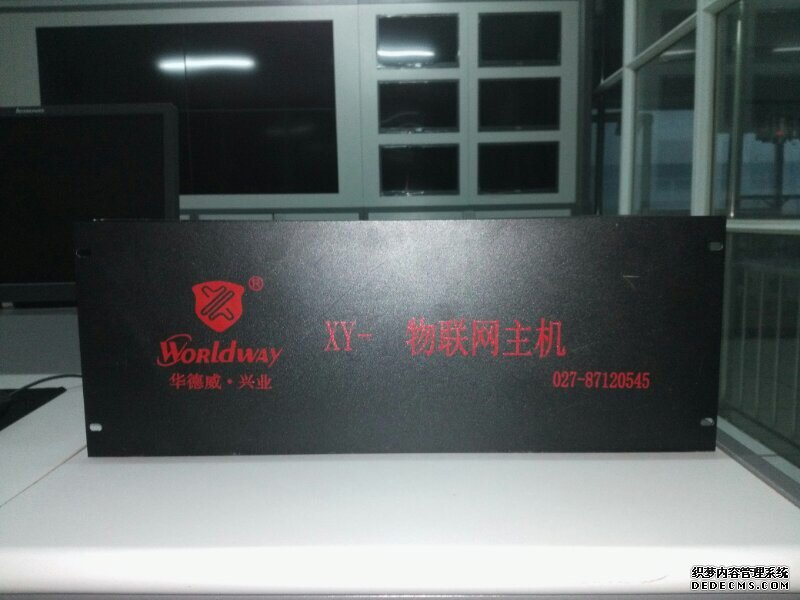 lenovo
®
WORLDWAY
华德威·兴业
XY- 物联网主机
027-87120545
织梦内容管理系统
DEDECMS.COM